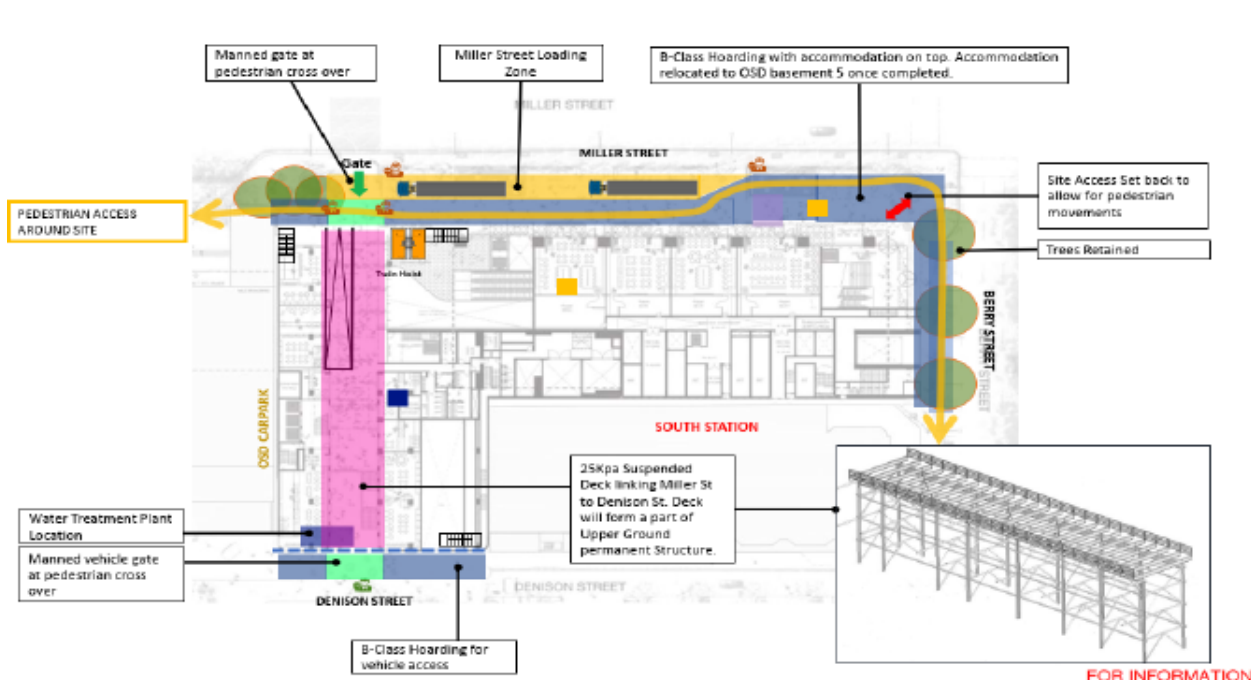 Manned gate at
pedestrian cross over
Miller Street Loading
Zone
B-Class Hoarding with accommodation on top. Accommodation
relocated to OSD basement 5 once completed.
MILLER STREET
MILLER STREET
Gate
Site Access Set back to
allow for pedestrian
movements
PEDESTRIAN ACCESS
AROUND SITE
Trees Retained
Twin Hoist
BERRY STREET
STREET
OSD CARPARK
SOUTH STATION
25Kpa Suspended
Deck linking Miller St
to Denison St. Deck
will form a part of
Upper Ground
permanent Structure.
Water Treatment Plant
Location
Manned vehicle gate
at pedestrian cross
over
DENISON STREET
DENISON STREET
B-Class Hoarding for
vehicle access
FOR INFORMATION